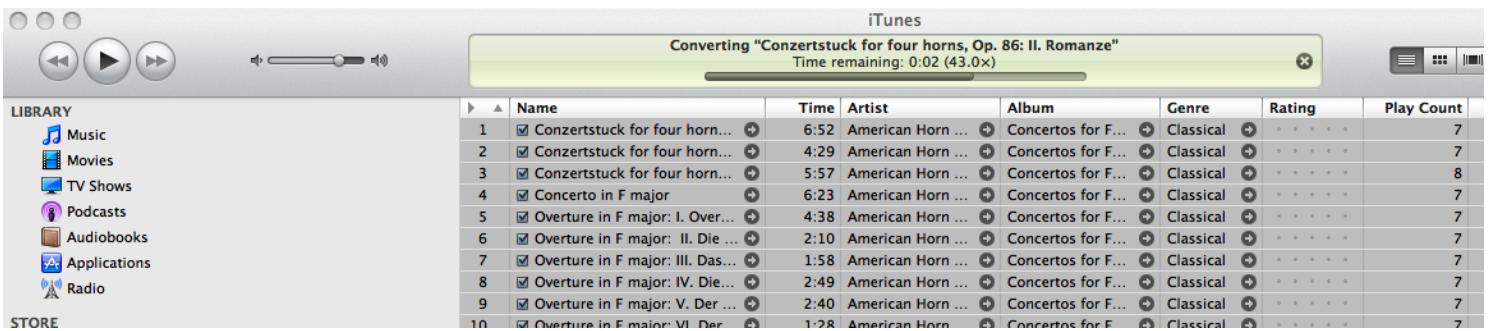 iTunes
Converting "Conzertstuck for four horns, Op. 86: II. Romanze"
Time remaining: 0:02 (43.0×)
LIBRARY
Music
Movies
TV Shows
Podcasts
Audiobooks
Applications
Radio
STORE
Name Time Artist Album Genre Rating Play Count
1 Conzertstuck for four horn... 6:52 American Horn ... Concertos for F... Classical 7
2 Conzertstuck for four horn... 4:29 American Horn ... Concertos for F... Classical 7
3 Conzertstuck for four horn... 5:57 American Horn ... Concertos for F... Classical 8
4 Concerto in F major 6:23 American Horn ... Concertos for F... Classical 7
5 Overture in F major: I. Over... 4:38 American Horn ... Concertos for F... Classical 7
6 Overture in F major: II. Die ... 2:10 American Horn ... Concertos for F... Classical 7
7 Overture in F major: III. Das... 1:58 American Horn ... Concertos for F... Classical 7
8 Overture in F major: IV. Die... 2:49 American Horn ... Concertos for F... Classical 7
9 Overture in F major: V. Der ... 2:40 American Horn ... Concertos for F... Classical 7
10 Overture in F major: VI. Der 1:28 American Horn Concertos for F Classical 7